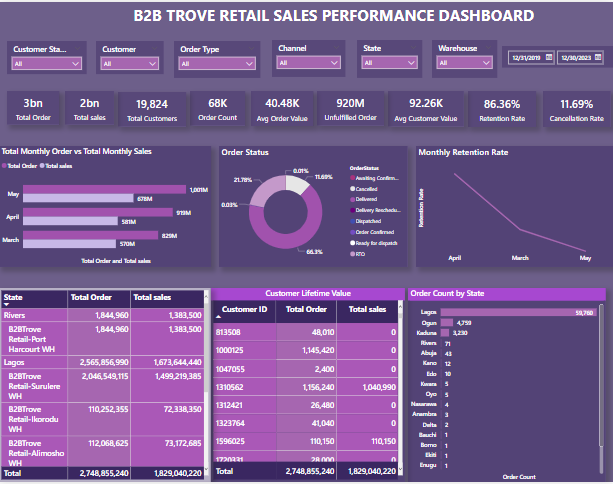 B2B TROVE RETAIL SALES PERFORMANCE DASHBOARD
Customer Sta...
All
Customer
All
Order Type
All
Channel
All
State
All
Warehouse
All
12/31/2019
12/30/2023
3bn
Total Order
2bn
Total sales
19,824
Total Customers
68K
Order Count
40.48K
Avg Order Value
920M
Unfulfilled Order
92.26K
Avg Customer Value
86.36%
Retention Rate
11.69%
Cancellation Rate
Total Monthly Order vs Total Monthly Sales
Total Order Total sales
May
1,001M
678M
April
919M
581M
March
829M
570M
Total Order and Total sales
Order Status
0.01%
11.69%
21.78%
0.03%
66.3%
OrderStatus
Awaiting Confirm...
Cancelled
Delivered
Delivery Reschedu...
Dispatched
Order Confirmed
Ready for dispatch
RTO
Monthly Retention Rate
Retention Rate
April
March
May
State Total Order Total sales
Rivers 1,844,960 1,383,500
B2BTrove 1,844,960 1,383,500
Retail-Port
Harcourt WH
Lagos 2,565,856,990 1,673,644,440
B2BTrove 2,046,549,115 1,499,219,385
Retail-Surulere
WH
B2BTrove 110,252,355 72,338,350
Retail-Ikorodu
WH
B2BTrove 112,068,625 73,172,685
Retail-Alimosho
WH
Total 2,748,855,240 1,829,040,220
Customer Lifetime Value
Customer ID Total Order Total sales
813508 48,010 0
1000125 1,145,420 0
1047055 2,400 0
1310562 1,156,240 1,040,990
1312421 26,480 0
1323764 41,040 0
1596025 110,150 110,150
1720331 28,000 0
Total 2,748,855,240 1,829,040,220
Order Count by State
Lagos 59,760
Ogun 4,759
Kaduna 3,230
Rivers 71
Abuja 43
Kano 12
Edo 10
Kwara 5
Oyo 5
Nasarawa 4
Anambra 3
Delta 2
Bauchi 1
Borno 1
Ekiti 1
Enugu 1
Order Count